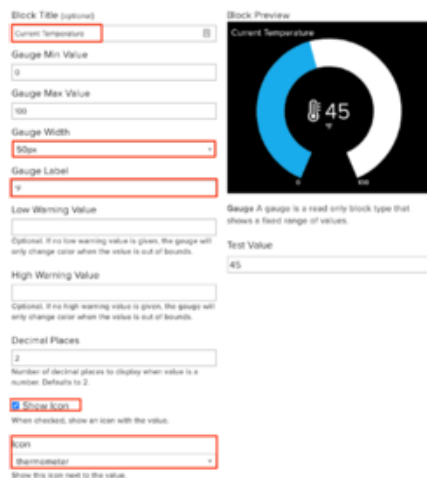 Block Title (optional)
Current Temperature
Gauge Min Value
0
Gauge Max Value
100
Gauge Width
50px
Gauge Label
°F
Low Warning Value
Optional. If no low warning value is given, the gauge will
only change color when the value is out of bounds.
High Warning Value
Optional. If no high warning value is given, the gauge will
only change color when the value is out of bounds.
Decimal Places
2
Number of decimal places to display when value is a
number. Defaults to 2.
Show Icon
When checked, show an icon with the value.
Icon
thermometer
Show this icon next to the value.
Block Preview
Current Temperature
45
°F
0
100
Gauge A gauge is a read only block type that
shows a fixed range of values.
Test Value
45